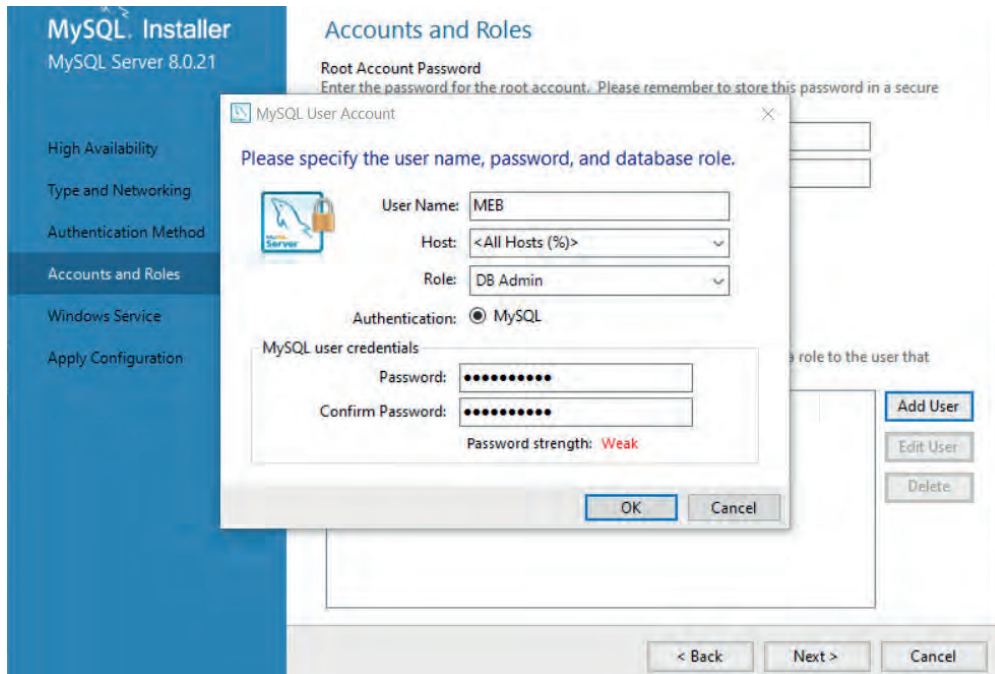 MySQL. Installer
MySQL Server 8.0.21
High Availability
Type and Networking
Authentication Method
Accounts and Roles
Windows Service
Apply Configuration
Accounts and Roles
Root Account Password
Enter the password for the root account. Please remember to store this password in a secure
MySQL User Account
Please specify the user name, password, and database role.
Server
User Name: MEB
Host: <All Hosts (%)>
Role: DB Admin
Authentication: MySQL
MySQL user credentials
Password: ●●●●●●●●●●
Confirm Password: ●●●●●●●●●●
Password strength: Weak
OK Cancel
a role to the user that
Add User
Edit User
Delete
< Back Next > Cancel